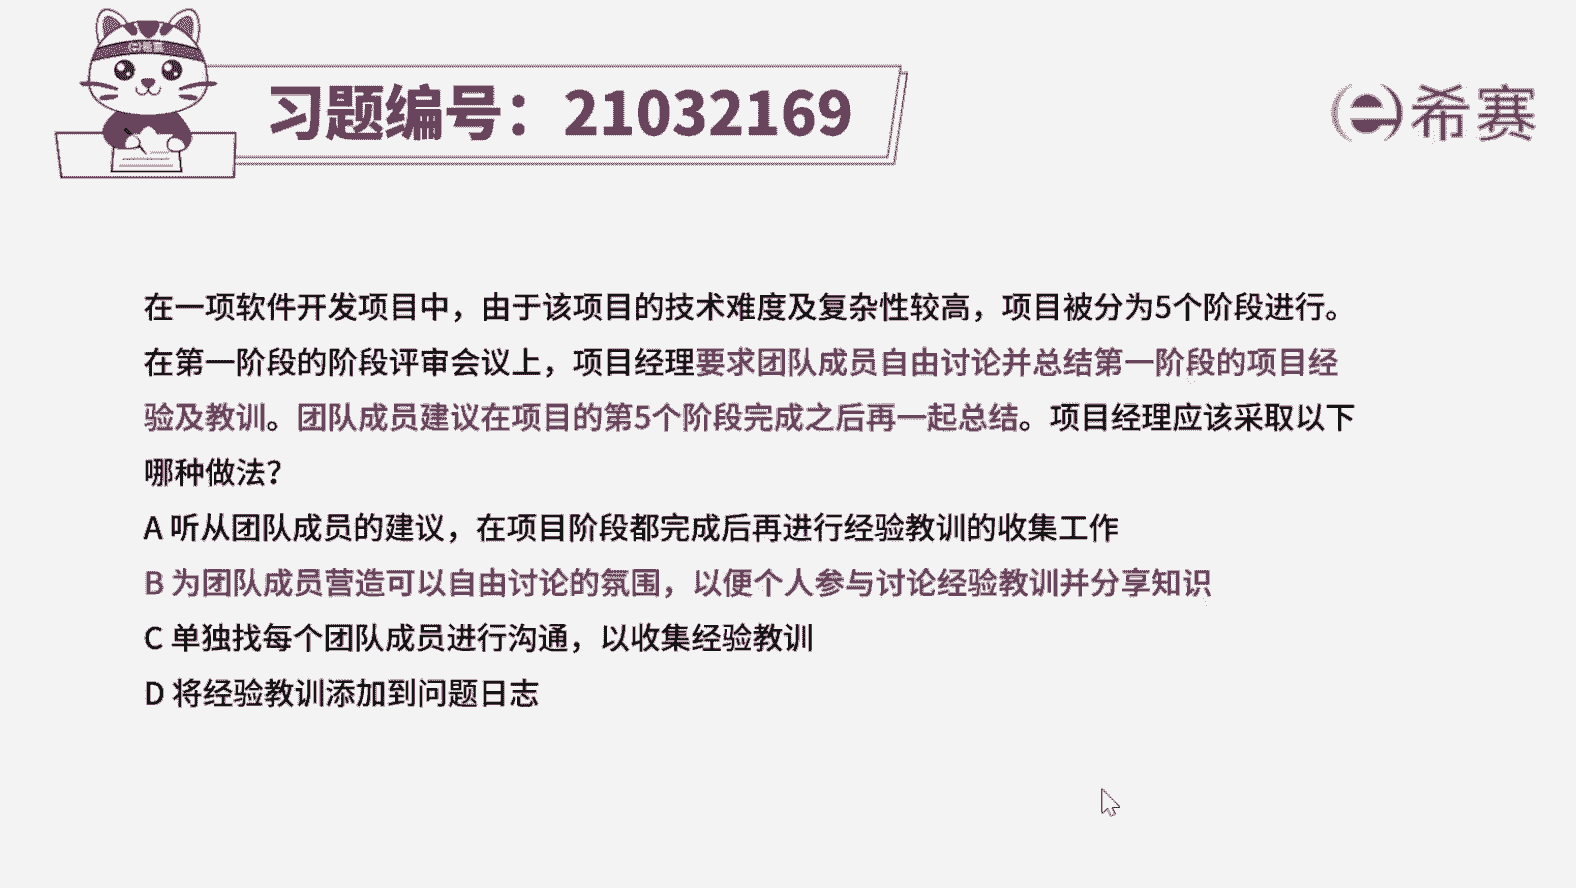 希赛
习题编号：21032169
希赛
在一项软件开发项目中，由于该项目的技术难度及复杂性较高，项目被分为5个阶段进行。
在第一阶段的阶段评审会议上，项目经理要求团队成员自由讨论并总结第一阶段的项目经
验及教训。团队成员建议在项目的第5个阶段完成之后再一起总结。项目经理应该采取以下
哪种做法？
A 听从团队成员的建议，在项目阶段都完成后再进行经验教训的收集工作
B 为团队成员营造可以自由讨论的氛围，以便个人参与讨论经验教训并分享知识
C 单独找每个团队成员进行沟通，以收集经验教训
D 将经验教训添加到问题日志